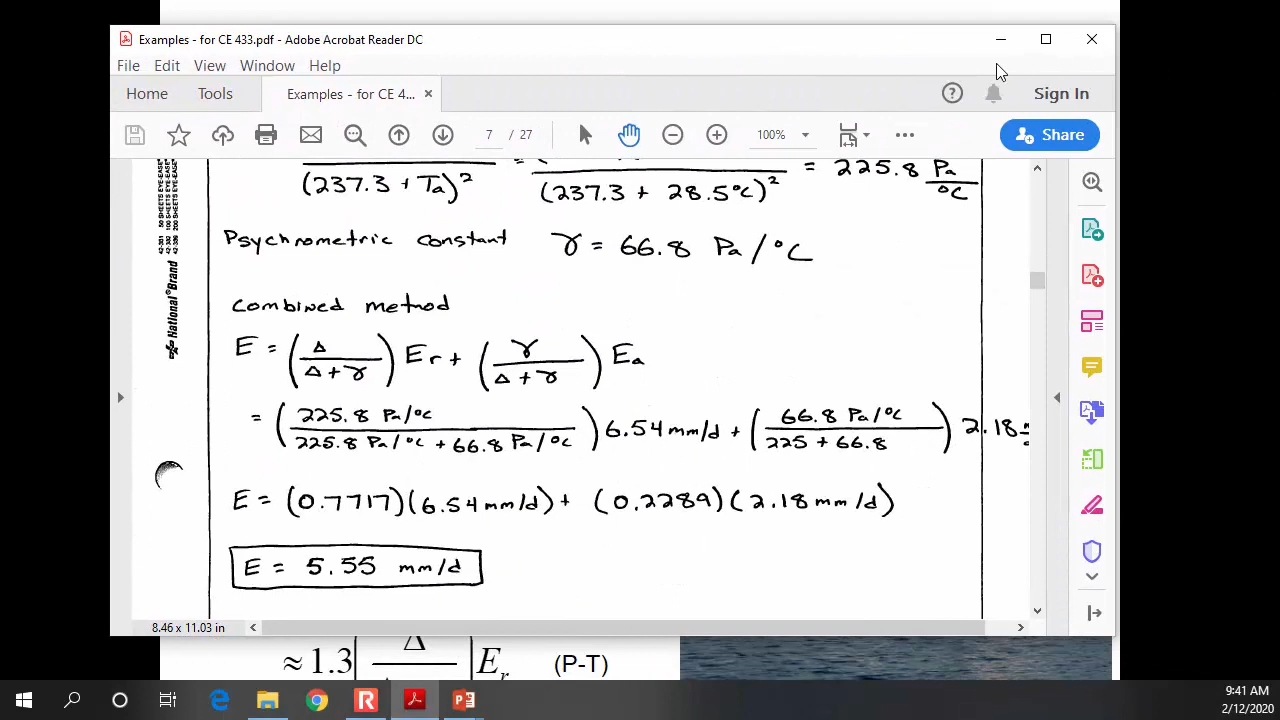 Examples - for CE 433.pdf - Adobe Acrobat Reader DC
File Edit View Window Help
Home Tools Examples - for CE 4... × Sign In
7 / 27 100% Share
(237.3 + Ta)² = (237.3 + 28.5°C)² = 225.8 Pa/°C
Psychrometric constant γ = 66.8 Pa/°C
Combined method
E = (Δ / Δ + γ) Er + (γ / Δ + γ) Ea
= (225.8 Pa/°C / 225.8 Pa/°C + 66.8 Pa/°C) 6.54 mm/d + (66.8 Pa/°C / 225 + 66.8) 2.18
E = (0.7717)(6.54 mm/d) + (0.2289)(2.18 mm/d)
E = 5.55 mm/d
National® Brand
8.46 x 11.03 in
≈ 1.3 [Δ] Er (P-T)
9:41 AM
2/12/2020